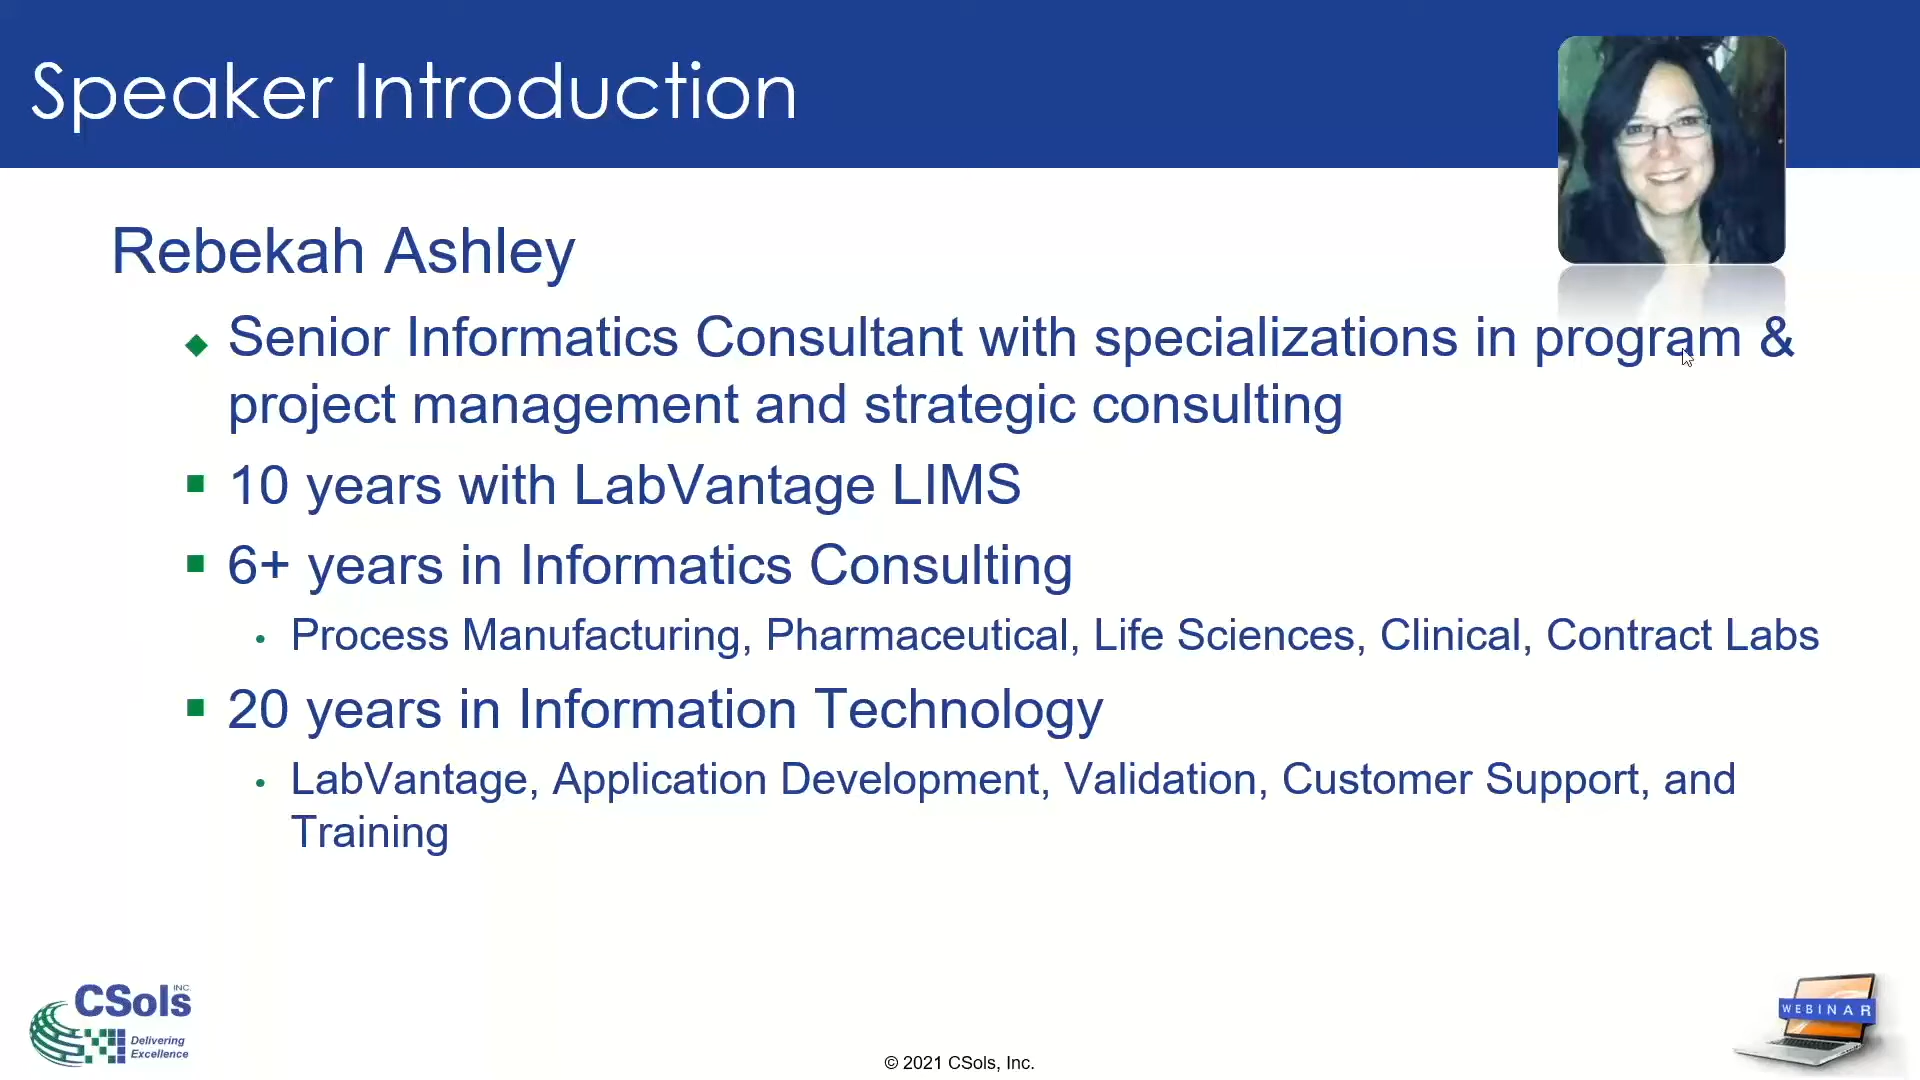 Speaker Introduction
Rebekah Ashley
Senior Informatics Consultant with specializations in program &
project management and strategic consulting
10 years with LabVantage LIMS
6+ years in Informatics Consulting
Process Manufacturing, Pharmaceutical, Life Sciences, Clinical, Contract Labs
20 years in Information Technology
LabVantage, Application Development, Validation, Customer Support, and
Training
CSols INC.
Delivering
Excellence
© 2021 CSols, Inc.
WEBINAR